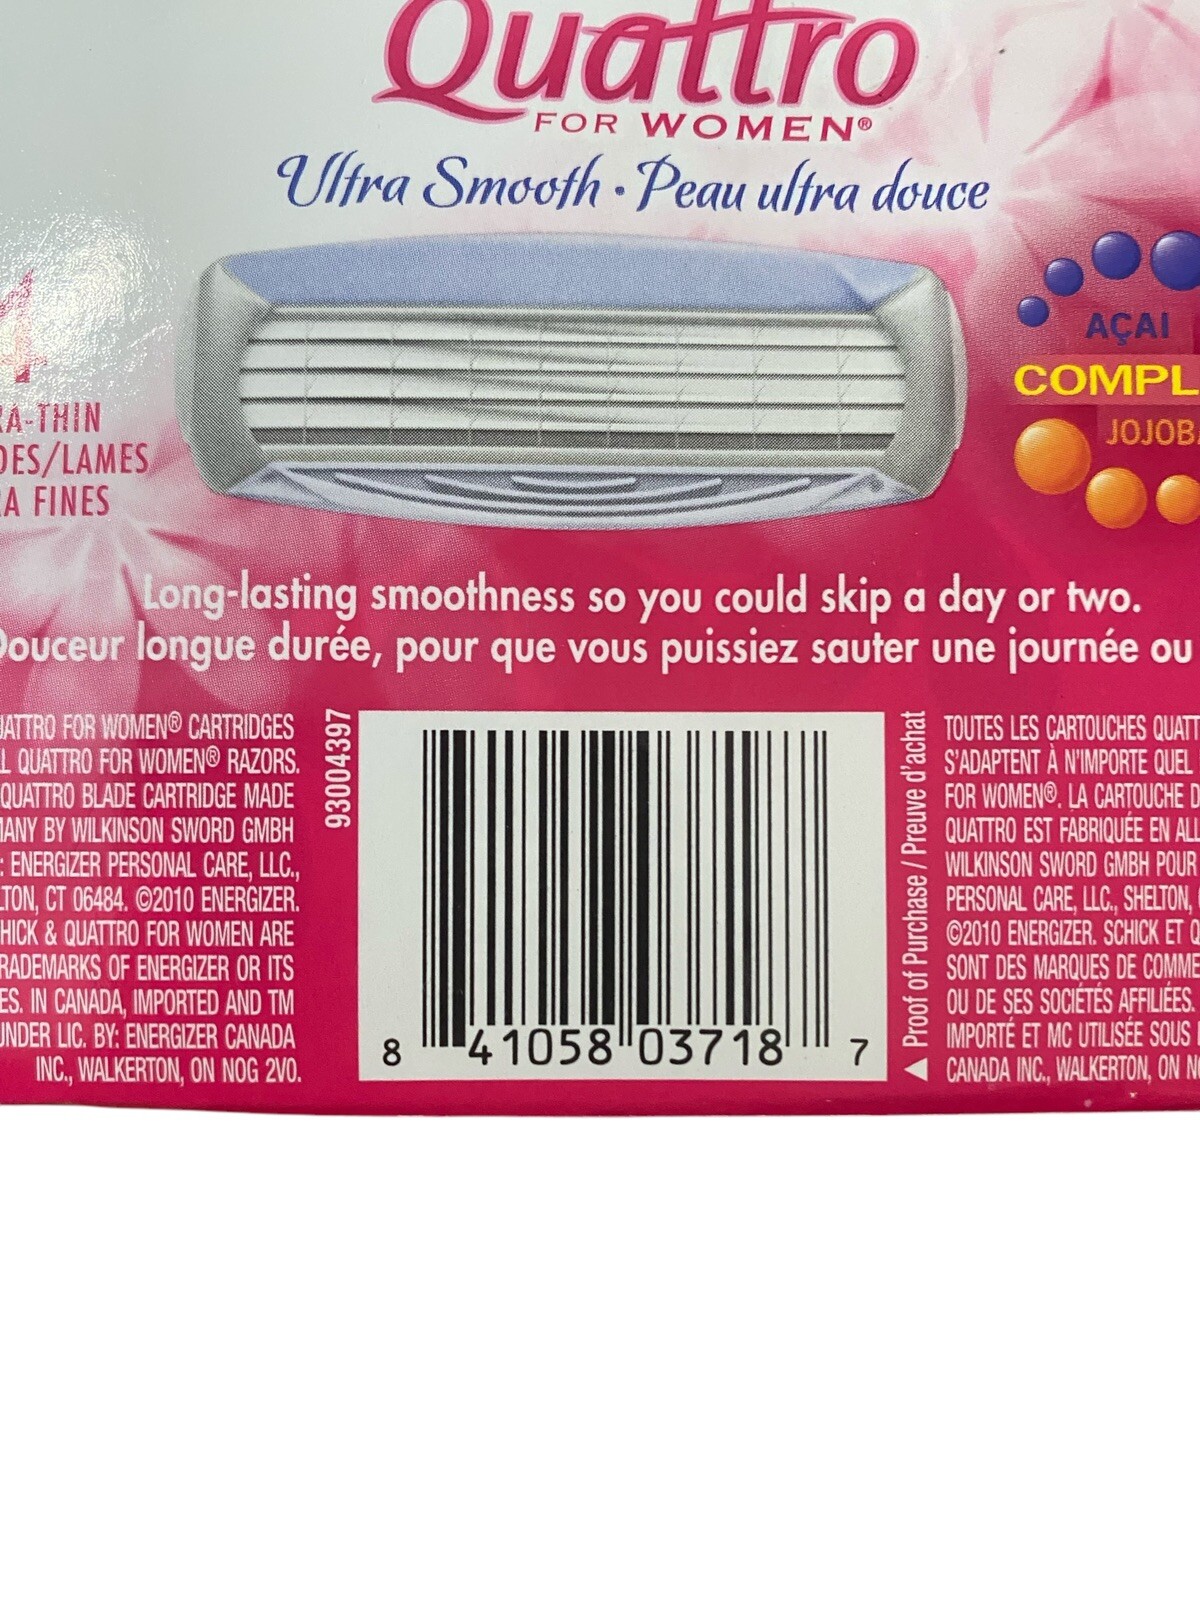 Quattro
FOR WOMEN®
Ultra Smooth • Peau ultra douce
4
RA-THIN
DES/LAMES
RA FINES
AÇAI
COMPL
JOJOBA
Long-lasting smoothness so you could skip a day or two.
Douceur longue durée, pour que vous puissiez sauter une journée ou
UATTRO FOR WOMEN® CARTRIDGES
L QUATTRO FOR WOMEN® RAZORS.
QUATTRO BLADE CARTRIDGE MADE
MANY BY WILKINSON SWORD GMBH
: ENERGIZER PERSONAL CARE, LLC.,
LTON, CT 06484. ©2010 ENERGIZER.
HICK & QUATTRO FOR WOMEN ARE
RADEMARKS OF ENERGIZER OR ITS
ES. IN CANADA, IMPORTED AND TM
UNDER LIC. BY: ENERGIZER CANADA
INC., WALKERTON, ON NOG 2V0.
93004397
8 41058 03718 7
▲ Proof of Purchase / Preuve d'achat
TOUTES LES CARTOUCHES QUATT
S'ADAPTENT À N'IMPORTE QUEL
FOR WOMEN®. LA CARTOUCHE D
QUATTRO EST FABRIQUÉE EN ALL
WILKINSON SWORD GMBH POUR
PERSONAL CARE, LLC., SHELTON,
©2010 ENERGIZER. SCHICK ET Q
SONT DES MARQUES DE COMME
OU DE SES SOCIÉTÉS AFFILIÉES.
IMPORTÉ ET MC UTILISÉE SOUS
CANADA INC., WALKERTON, ON N